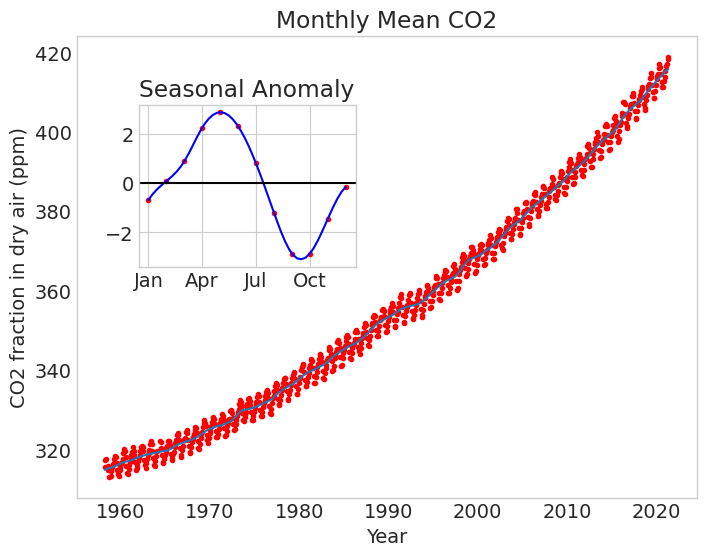 Monthly Mean CO2
420
400
380
360
340
320
CO2 fraction in dry air (ppm)
Seasonal Anomaly
2
0
−2
Jan Apr Jul Oct
1960 1970 1980 1990 2000 2010 2020
Year